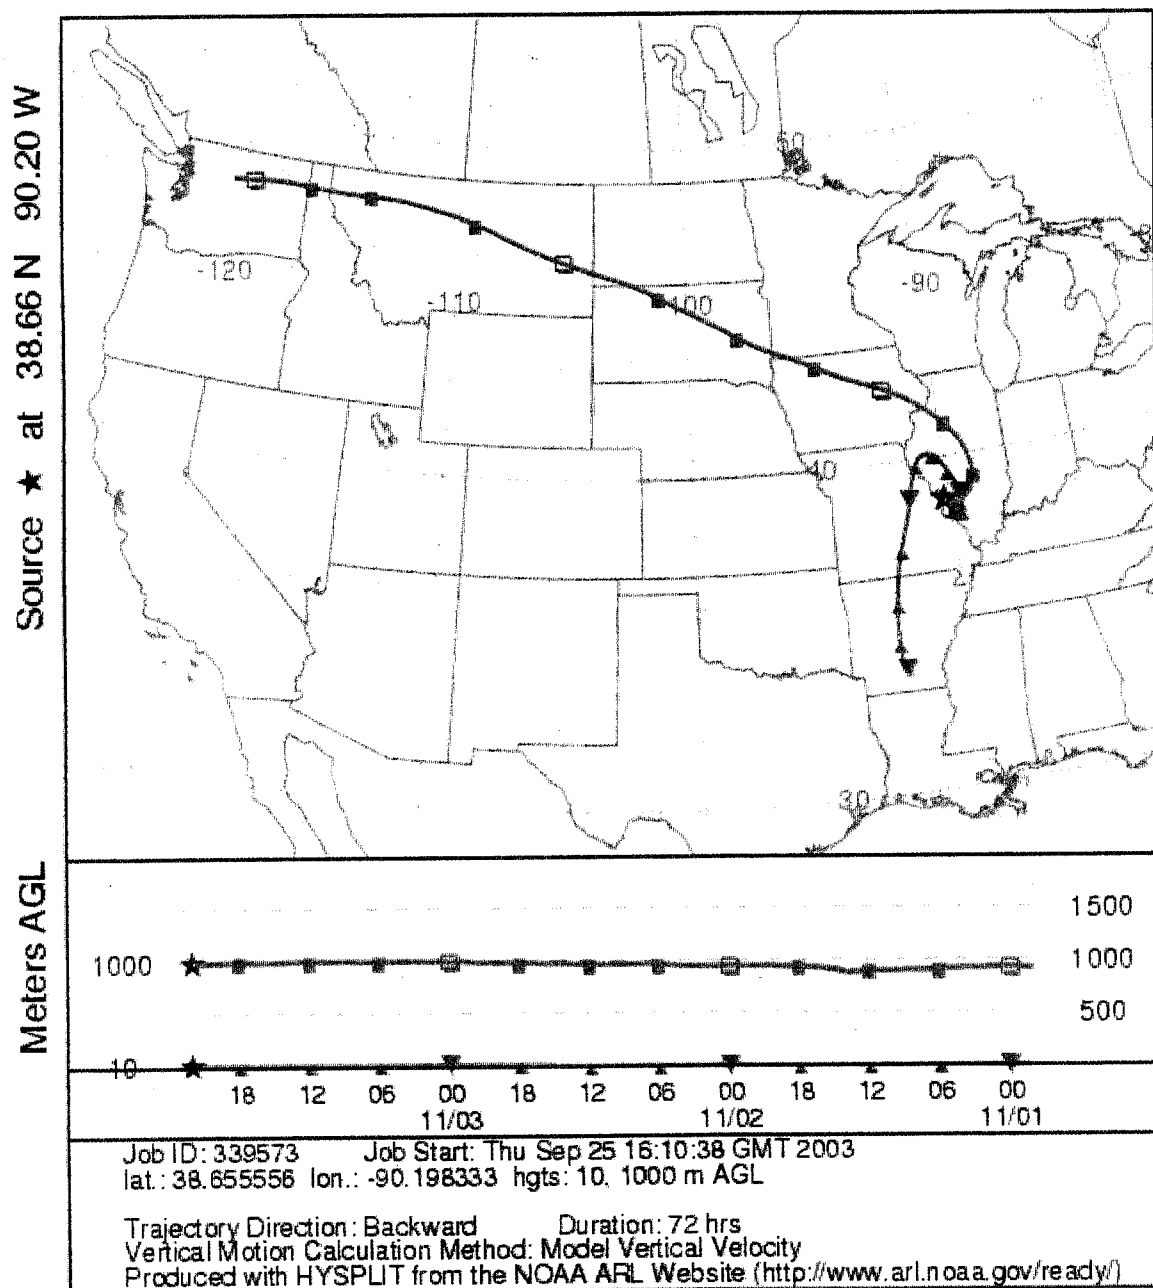 Source ★ at 38.66 N 90.20 W
50
-120
-110
-100
-90
40
30
Meters AGL
1500
1000
1000
500
10
18 12 06 00 18 12 06 00 18 12 06 00
11/03 11/02 11/01
Job ID: 339573 Job Start: Thu Sep 25 16:10:38 GMT 2003
lat.: 38.655556 lon.: -90.198333 hgts: 10, 1000 m AGL
Trajectory Direction: Backward Duration: 72 hrs
Vertical Motion Calculation Method: Model Vertical Velocity
Produced with HYSPLIT from the NOAA ARL Website (http://www.arl.noaa.gov/ready/)